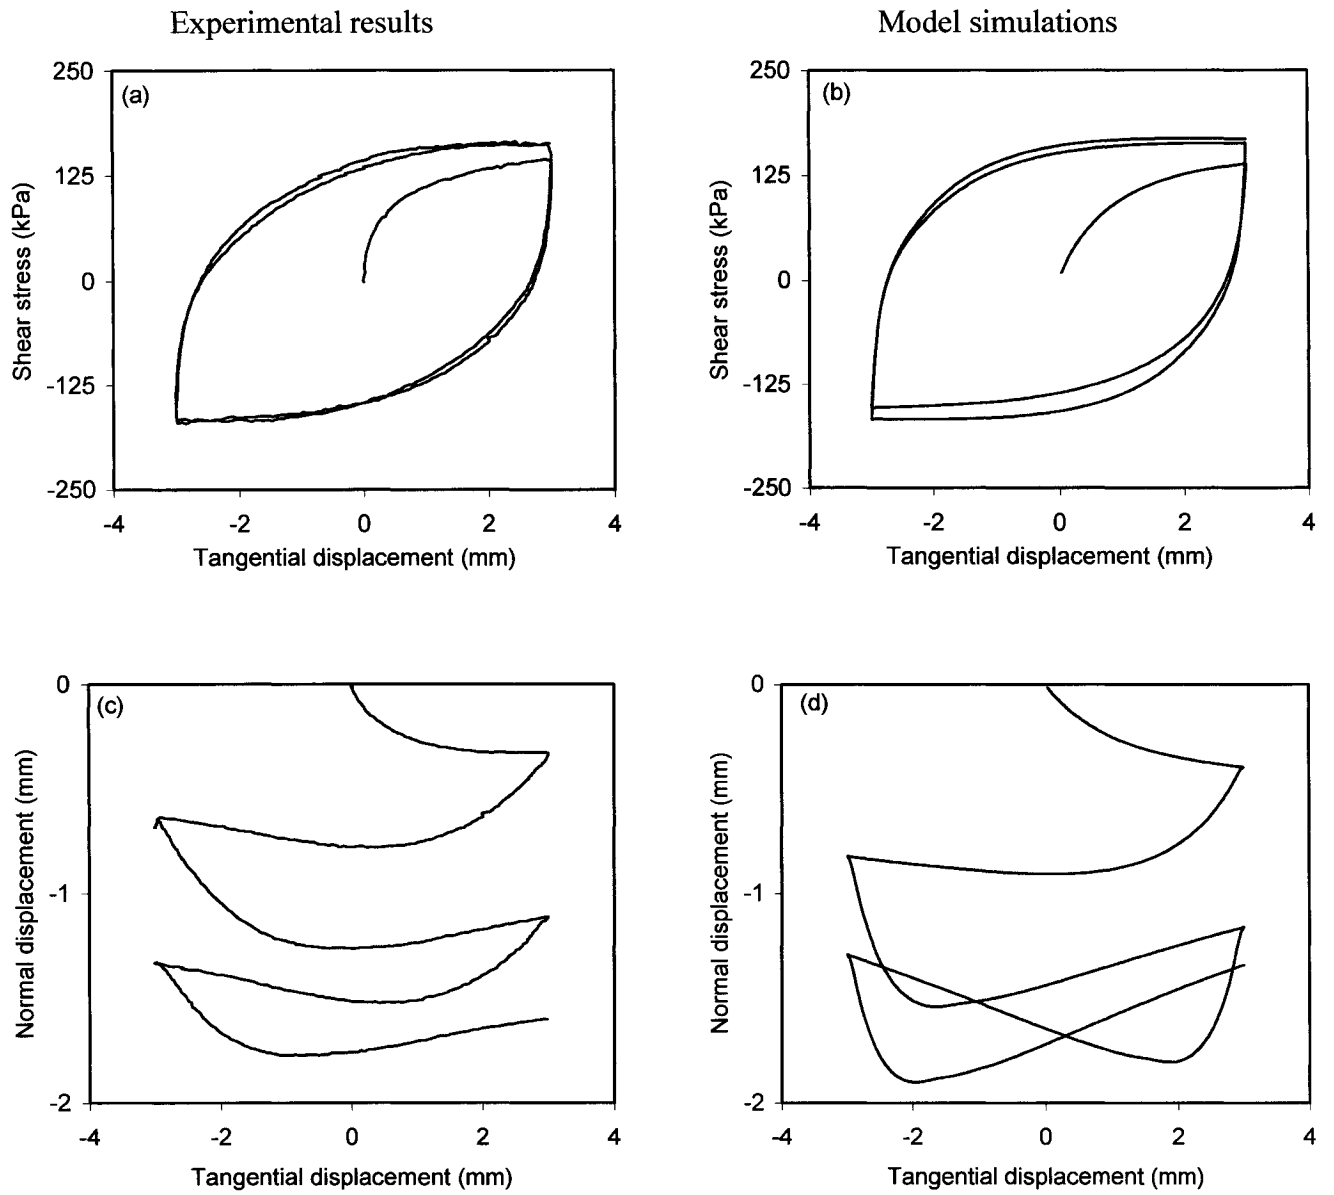 Experimental results
Model simulations
250
125
0
-125
-250
(a)
Shear stress (kPa)
-4 -2 0 2 4
Tangential displacement (mm)
250
125
0
-125
-250
(b)
Shear stress (kPa)
-4 -2 0 2 4
Tangential displacement (mm)
0
-1
-2
(c)
Normal displacement (mm)
-4 -2 0 2 4
Tangential displacement (mm)
0
-1
-2
(d)
Normal displacement (mm)
-4 -2 0 2 4
Tangential displacement (mm)